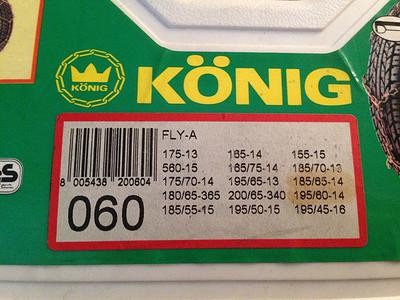 KÖNIG
KÖNIG
FLY-A
175-13 165-14 155-15
560-15 165/75-14 185/70-13
175/70-14 195/65-13 185/65-14
180/65-365 200/65-340 195/60-14
185/55-15 195/50-15 195/45-16
8 005438 200604
060